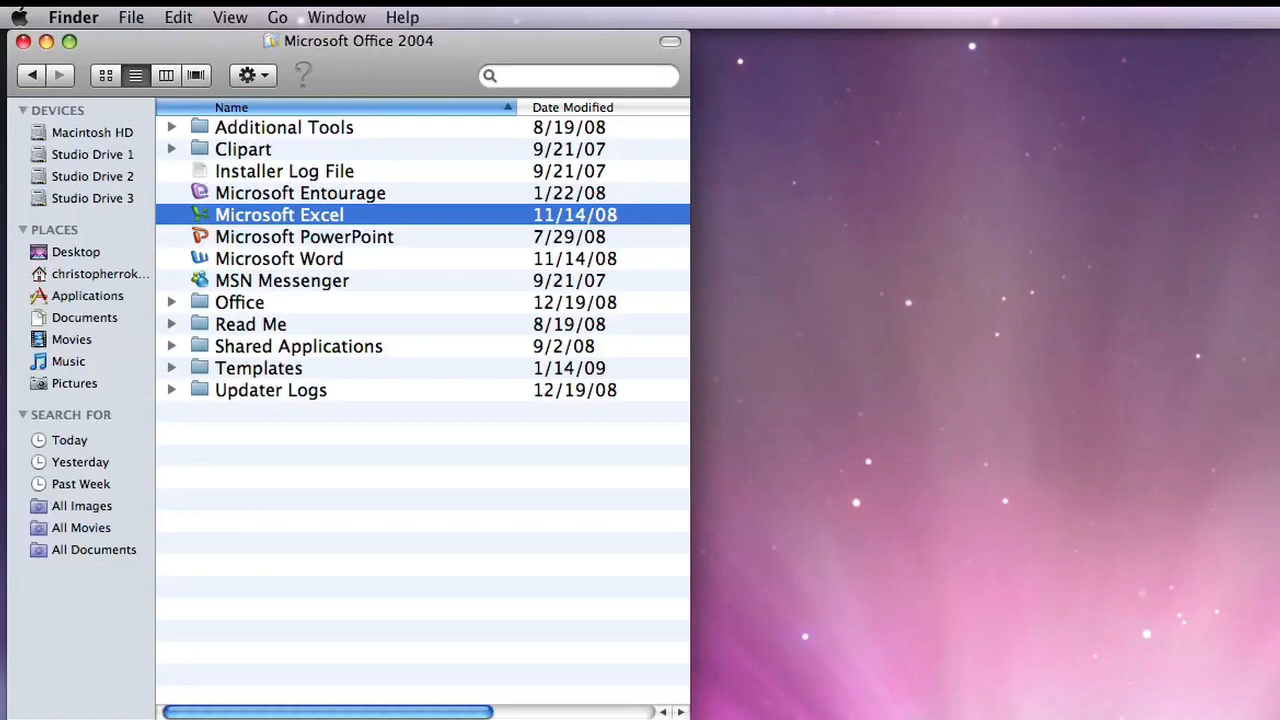 Finder File Edit View Go Window Help
Microsoft Office 2004
DEVICES
Macintosh HD
Studio Drive 1
Studio Drive 2
Studio Drive 3
PLACES
Desktop
christopherrok...
Applications
Documents
Movies
Music
Pictures
SEARCH FOR
Today
Yesterday
Past Week
All Images
All Movies
All Documents
Name Date Modified
Additional Tools 8/19/08
Clipart 9/21/07
Installer Log File 9/21/07
Microsoft Entourage 1/22/08
Microsoft Excel 11/14/08
Microsoft PowerPoint 7/29/08
Microsoft Word 11/14/08
MSN Messenger 9/21/07
Office 12/19/08
Read Me 8/19/08
Shared Applications 9/2/08
Templates 1/14/09
Updater Logs 12/19/08